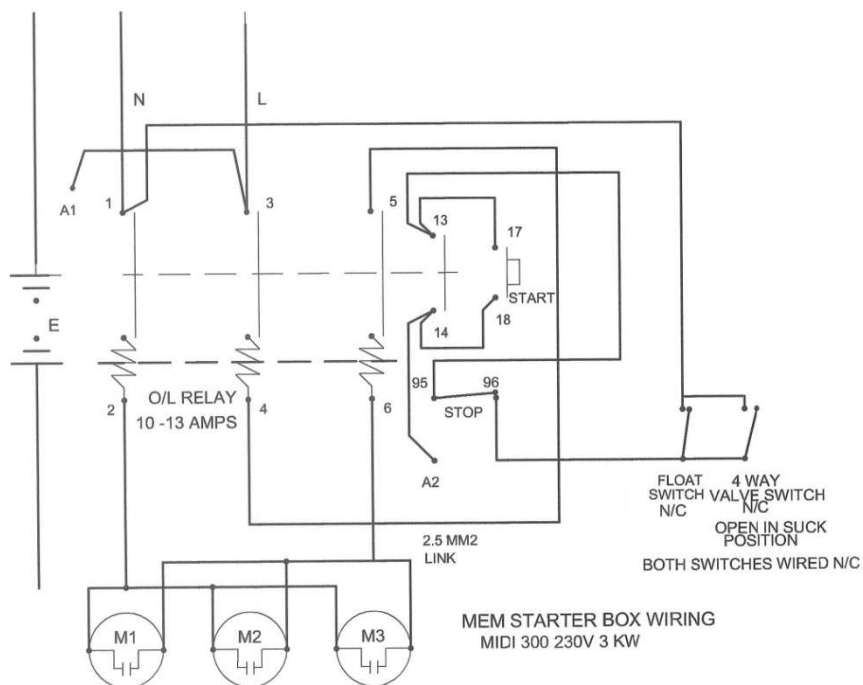 N
L
A1
1
3
5
13
17
START
14
18
E
95
96
O/L RELAY
10 -13 AMPS
2
4
6
STOP
A2
FLOAT
SWITCH
N/C
4 WAY
VALVE SWITCH
N/C
OPEN IN SUCK
POSITION
2.5 MM2
LINK
BOTH SWITCHES WIRED N/C
M1
M2
M3
MEM STARTER BOX WIRING
MIDI 300 230V 3 KW